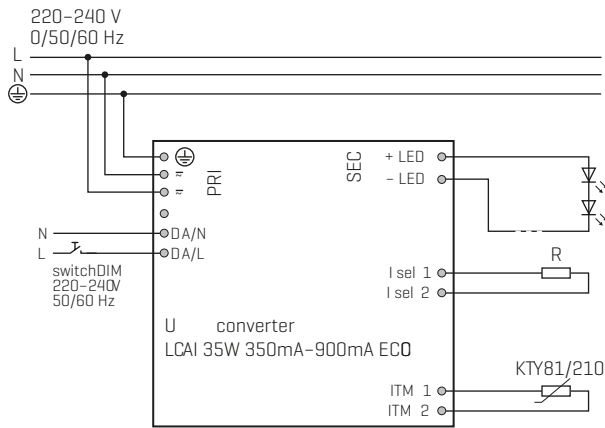 220–240 V
0/50/60 Hz
L
N
+ LED
PRI
SEC
≂
– LED
≂
N
DA/N
L
DA/L
switchDIM
220–240V
50/60 Hz
I sel 1
R
I sel 2
U converter
LCAI 35W 350mA–900mA ECO
KTY81/210
ITM 1
ITM 2